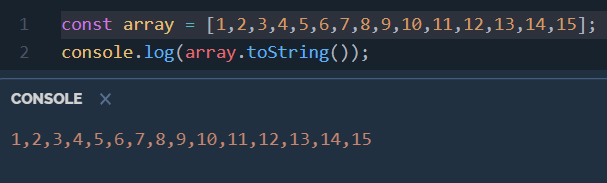 1 const array = [1,2,3,4,5,6,7,8,9,10,11,12,13,14,15];
2 console.log(array.toString());
CONSOLE ×
1,2,3,4,5,6,7,8,9,10,11,12,13,14,15